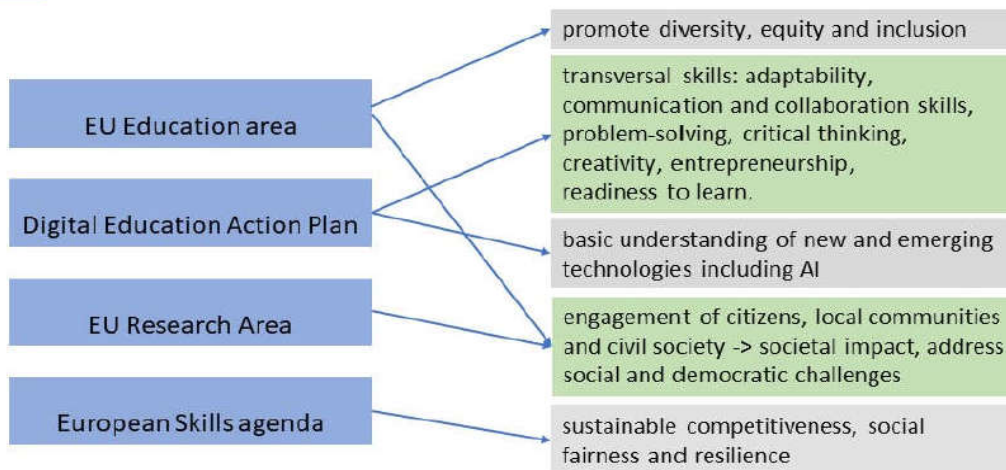 EU Education area
Digital Education Action Plan
EU Research Area
European Skills agenda
promote diversity, equity and inclusion
transversal skills: adaptability,
communication and collaboration skills,
problem-solving, critical thinking,
creativity, entrepreneurship,
readiness to learn.
basic understanding of new and emerging
technologies including AI
engagement of citizens, local communities
and civil society -> societal impact, address
social and democratic challenges
sustainable competitiveness, social
fairness and resilience